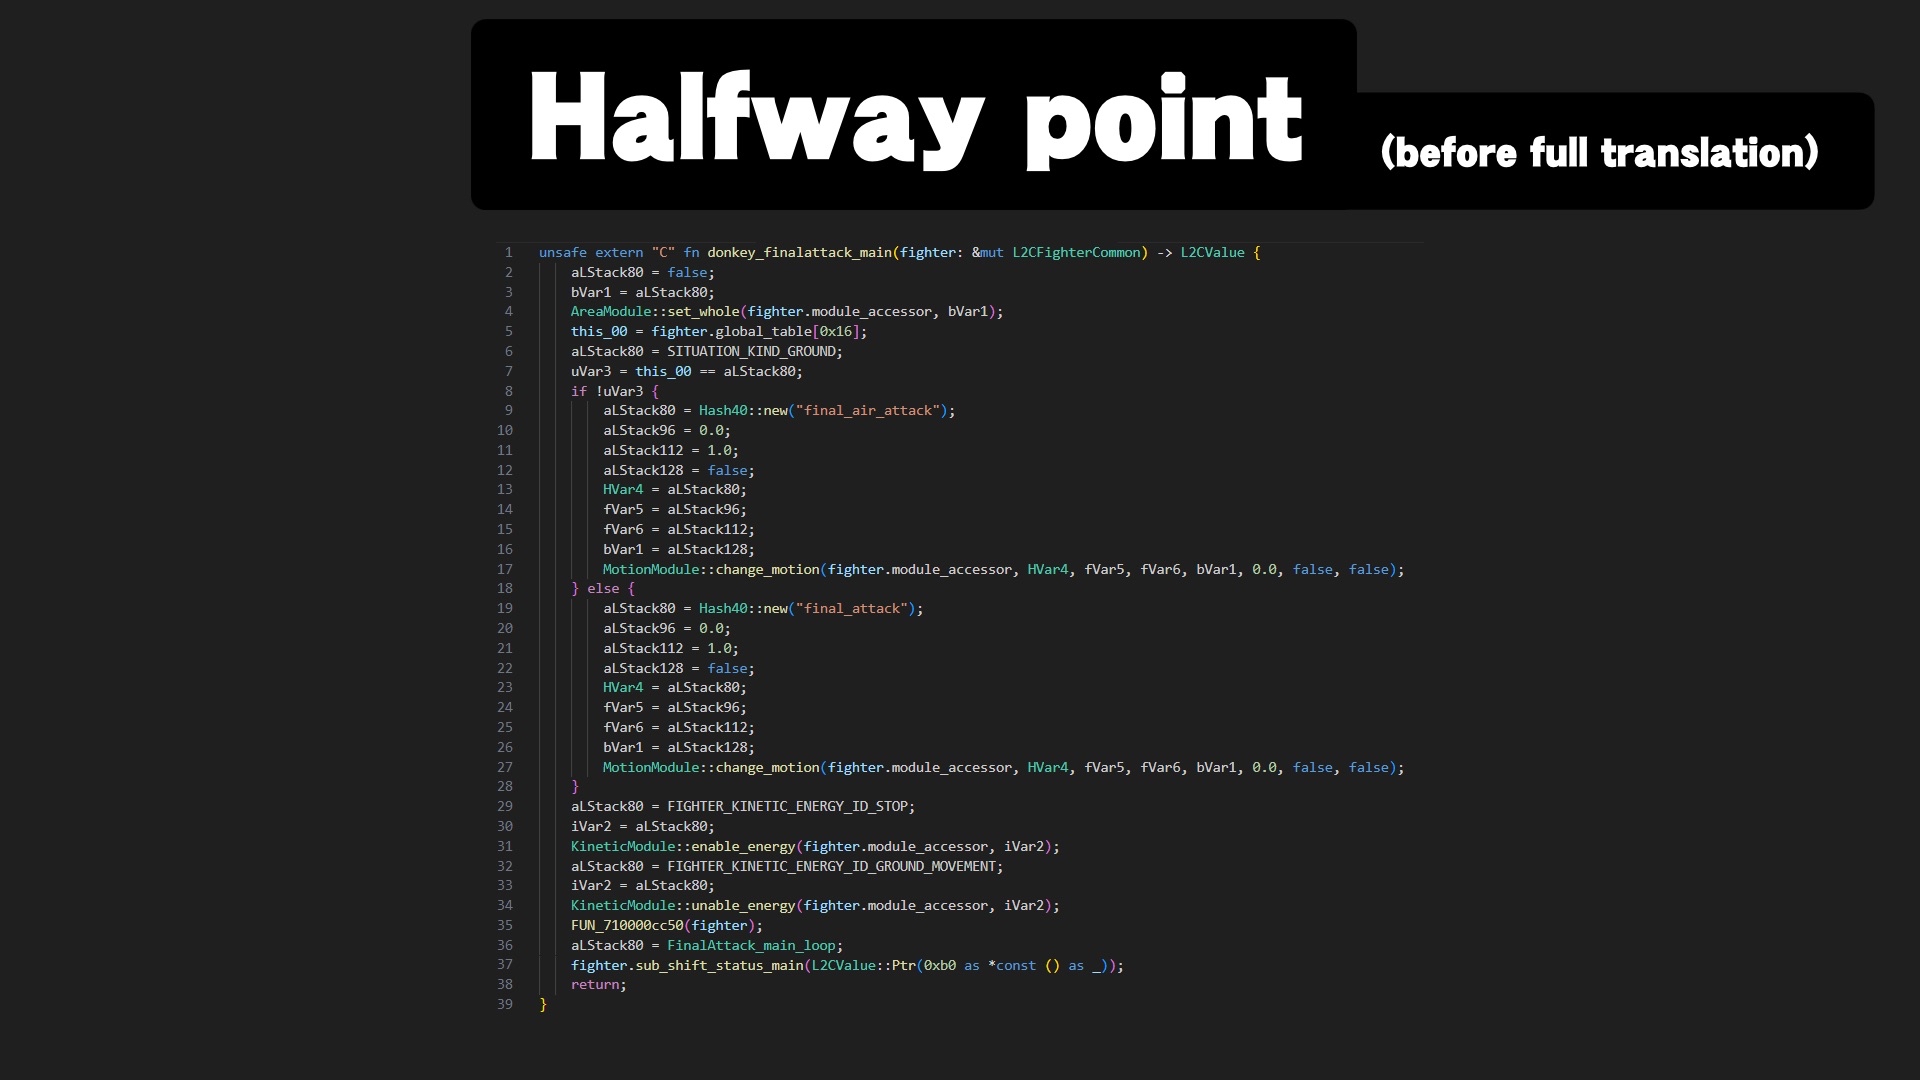 Halfway point
(before full translation)
1 unsafe extern "C" fn donkey_finalattack_main(fighter: &mut L2CFighterCommon) -> L2CValue {
2     aLStack80 = false;
3     bVar1 = aLStack80;
4     AreaModule::set_whole(fighter.module_accessor, bVar1);
5     this_00 = fighter.global_table[0x16];
6     aLStack80 = SITUATION_KIND_GROUND;
7     uVar3 = this_00 == aLStack80;
8     if !uVar3 {
9         aLStack80 = Hash40::new("final_air_attack");
10         aLStack96 = 0.0;
11         aLStack112 = 1.0;
12         aLStack128 = false;
13         HVar4 = aLStack80;
14         fVar5 = aLStack96;
15         fVar6 = aLStack112;
16         bVar1 = aLStack128;
17         MotionModule::change_motion(fighter.module_accessor, HVar4, fVar5, fVar6, bVar1, 0.0, false, false);
18     } else {
19         aLStack80 = Hash40::new("final_attack");
20         aLStack96 = 0.0;
21         aLStack112 = 1.0;
22         aLStack128 = false;
23         HVar4 = aLStack80;
24         fVar5 = aLStack96;
25         fVar6 = aLStack112;
26         bVar1 = aLStack128;
27         MotionModule::change_motion(fighter.module_accessor, HVar4, fVar5, fVar6, bVar1, 0.0, false, false);
28     }
29     aLStack80 = FIGHTER_KINETIC_ENERGY_ID_STOP;
30     iVar2 = aLStack80;
31     KineticModule::enable_energy(fighter.module_accessor, iVar2);
32     aLStack80 = FIGHTER_KINETIC_ENERGY_ID_GROUND_MOVEMENT;
33     iVar2 = aLStack80;
34     KineticModule::unable_energy(fighter.module_accessor, iVar2);
35     FUN_710000cc50(fighter);
36     aLStack80 = FinalAttack_main_loop;
37     fighter.sub_shift_status_main(L2CValue::Ptr(0xb0 as *const () as _));
38     return;
39 }